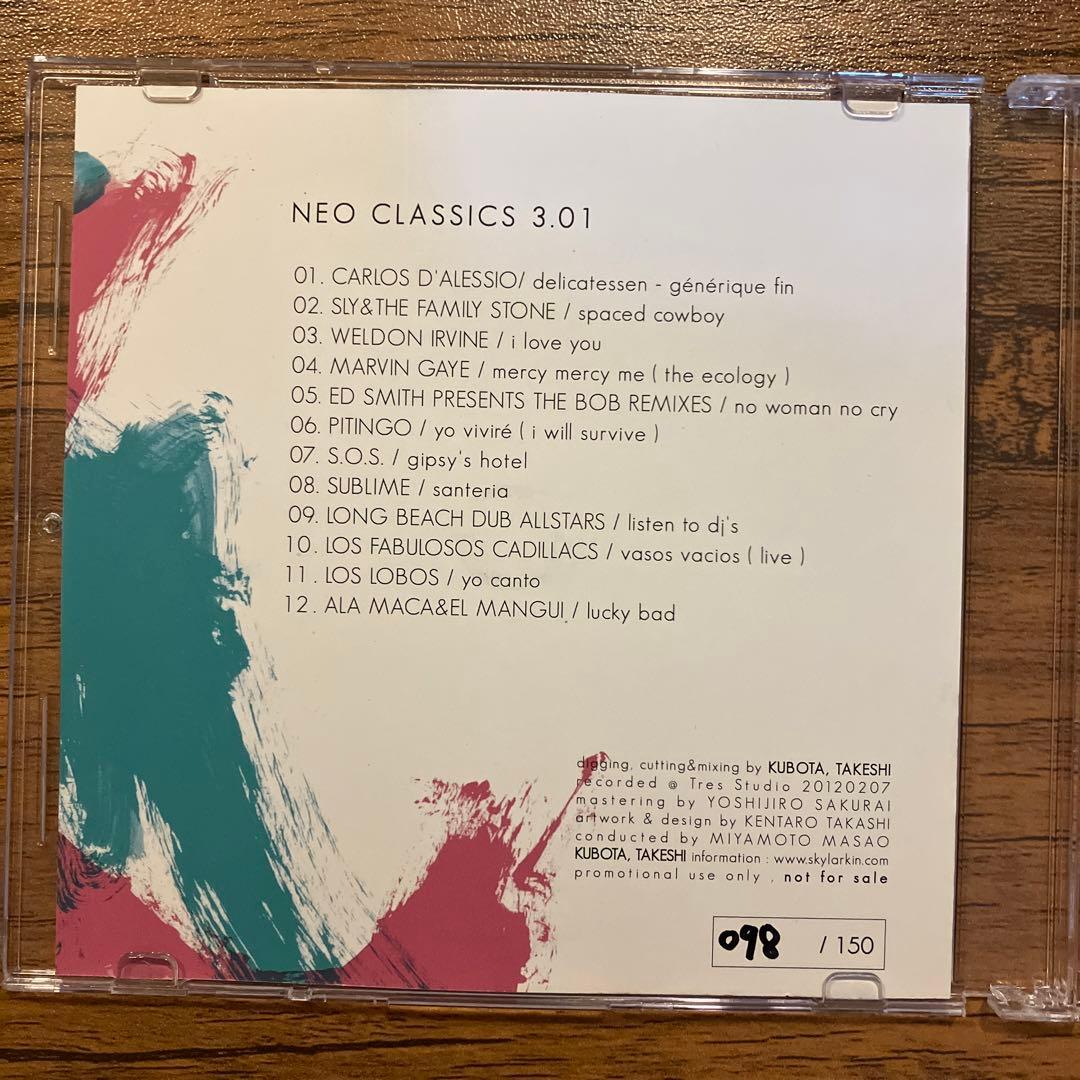 NEO CLASSICS 3.01
01. CARLOS D'ALESSIO/ delicatessen - générique fin
02. SLY&THE FAMILY STONE / spaced cowboy
03. WELDON IRVINE / i love you
04. MARVIN GAYE / mercy mercy me ( the ecology )
05. ED SMITH PRESENTS THE BOB REMIXES / no woman no cry
06. PITINGO / yo viviré ( i will survive )
07. S.O.S. / gipsy's hotel
08. SUBLIME / santeria
09. LONG BEACH DUB ALLSTARS / listen to dj's
10. LOS FABULOSOS CADILLACS / vasos vacios ( live )
11. LOS LOBOS / yo canto
12. ALA MACA&EL MANGUI / lucky bad
digging, cutting&mixing by KUBOTA, TAKESHI
recorded @ Tres Studio 20120207
mastering by YOSHIJIRO SAKURAI
artwork & design by KENTARO TAKASHI
conducted by MIYAMOTO MASAO
KUBOTA, TAKESHI information : www.skylarkin.com
promotional use only , not for sale
098 / 150